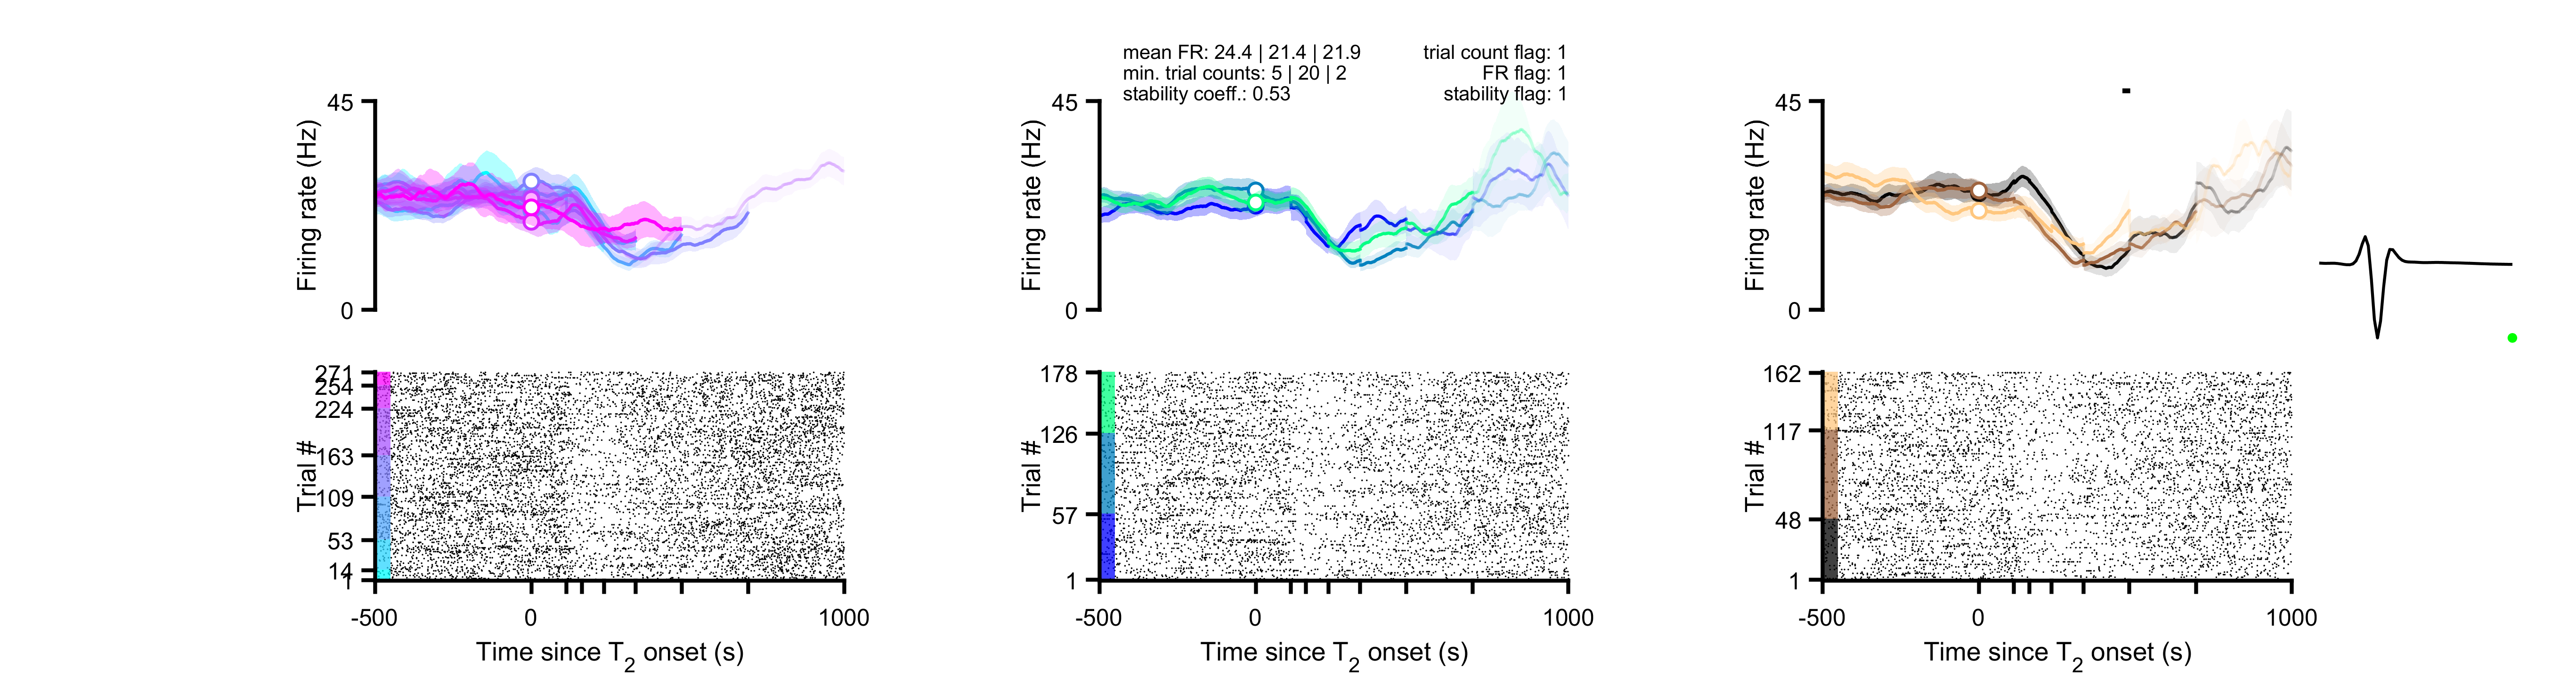 mean FR: 24.4 | 21.4 | 21.9
min. trial counts: 5 | 20 | 2
stability coeff.: 0.53
trial count flag: 1
FR flag: 1
stability flag: 1
45
Firing rate (Hz)
0
45
Firing rate (Hz)
0
45
Firing rate (Hz)
0
271
254
224
163
109
53
14
1
Trial #
178
126
57
1
Trial #
162
117
48
1
Trial #
-500 0 1000
Time since T2 onset (s)
-500 0 1000
Time since T2 onset (s)
-500 0 1000
Time since T2 onset (s)